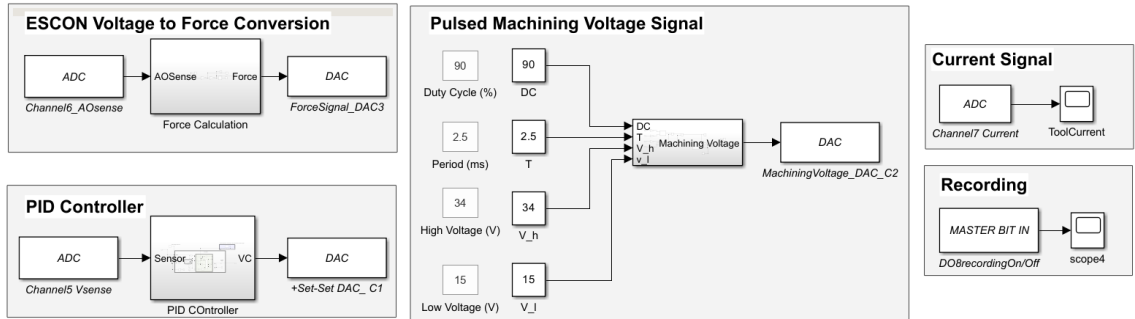 ESCON Voltage to Force Conversion
ADC
Channel6_AOsense
AOSense
Force
Force Calculation
DAC
ForceSignal_DAC3
PID Controller
ADC
Channel5 Vsense
Sensor
VC
PID COntroller
DAC
+Set-Set DAC_ C1
Pulsed Machining Voltage Signal
90
Duty Cycle (%)
90
DC
2.5
Period (ms)
2.5
T
34
High Voltage (V)
34
V_h
15
Low Voltage (V)
15
V_l
DC
T
V_h
v_l
Machining Voltage
DAC
MachiningVoltage_DAC_C2
Current Signal
ADC
Channel7 Current
ToolCurrent
Recording
MASTER BIT IN
DO8recordingOn/Off
scope4